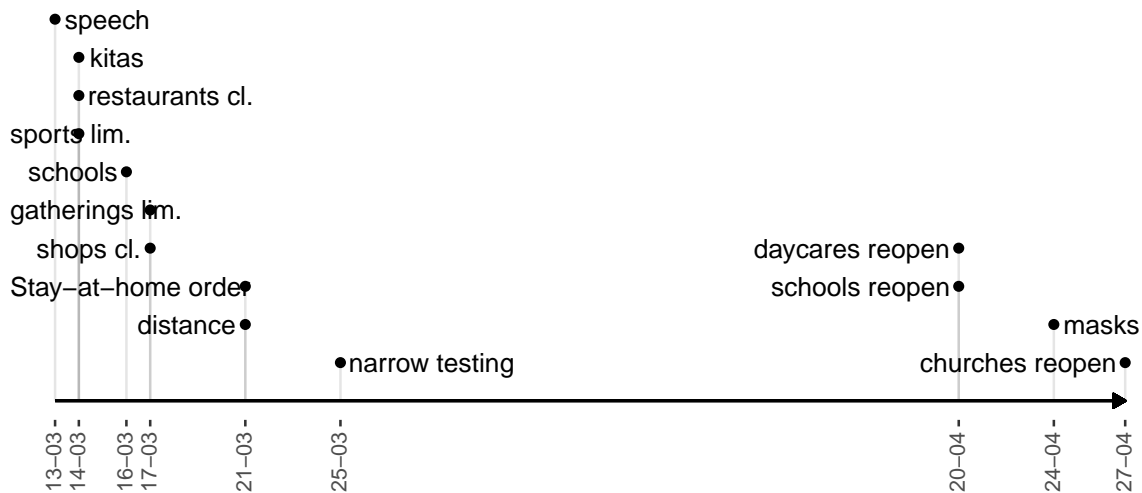 speech
kitas
restaurants cl.
sports lim.
schools
gatherings lim.
shops cl.
daycares reopen
Stay−at−home order
schools reopen
distance
masks
narrow testing
churches reopen
13−03
14−03
16−03
17−03
21−03
25−03
20−04
24−04
27−04